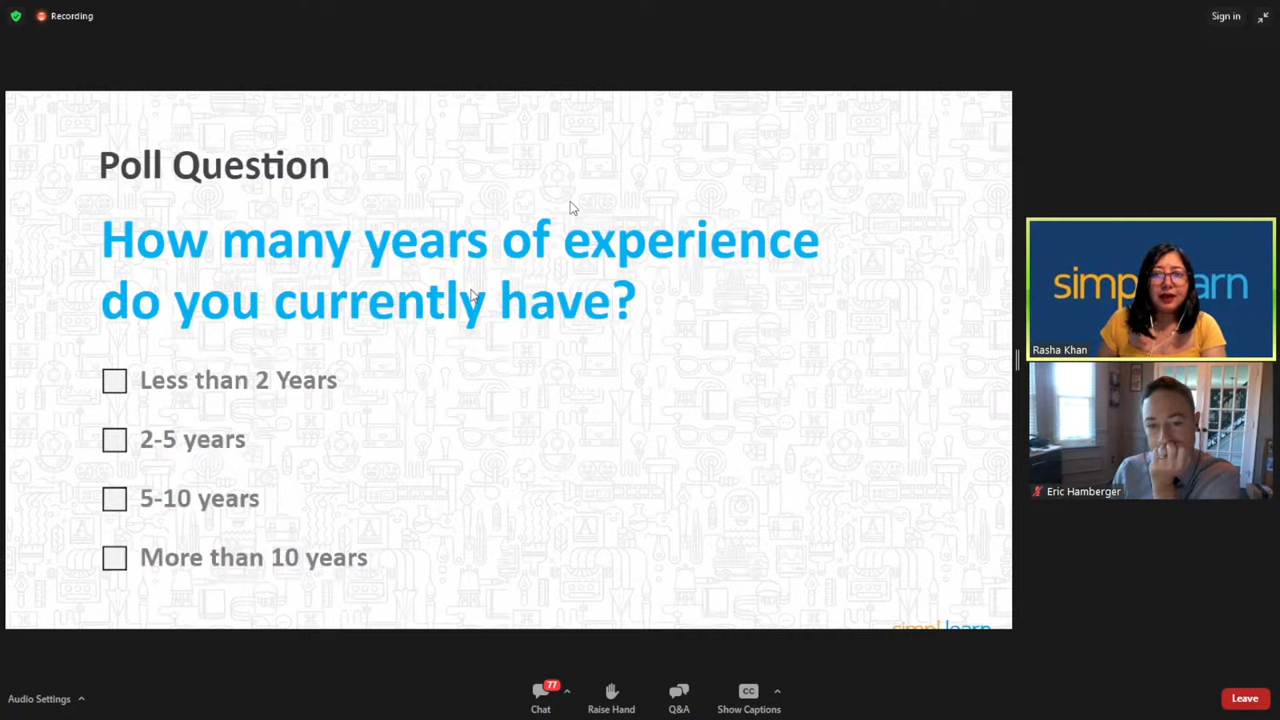 Recording
Sign in
Poll Question
How many years of experience
do you currently have?
Less than 2 Years
2-5 years
5-10 years
More than 10 years
simplilearn
Rasha Khan
Eric Hamberger
Audio Settings
77
Chat
Raise Hand
Q&A
CC
Show Captions
Leave